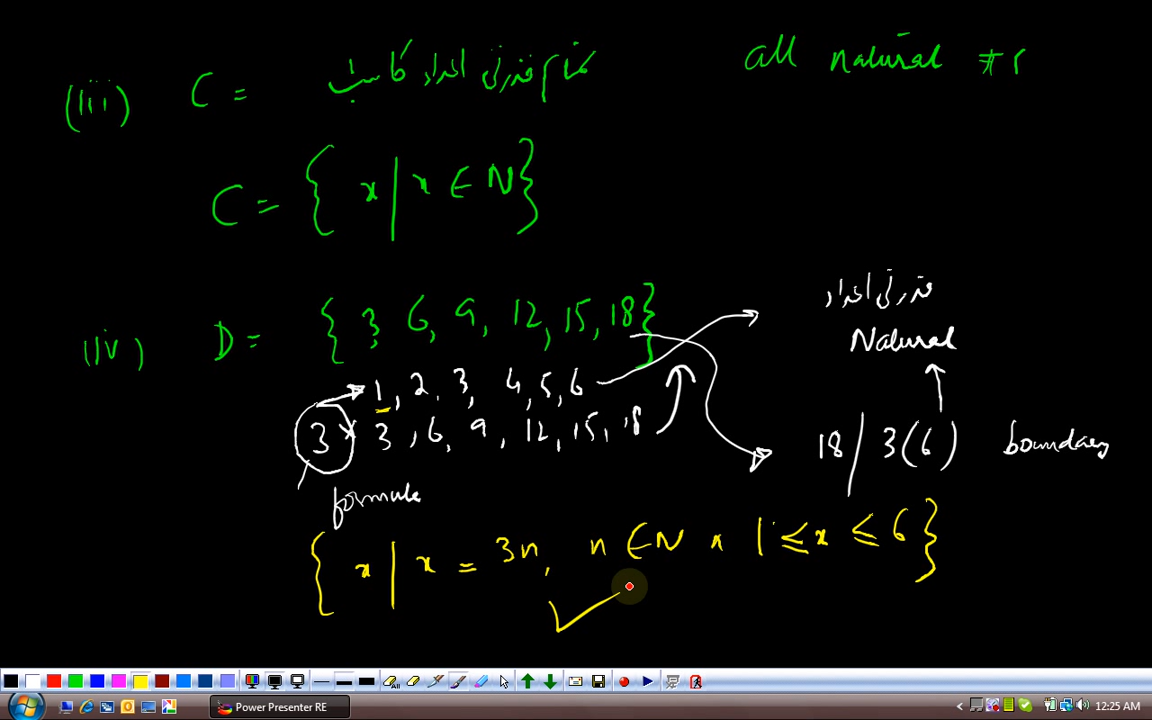 (iii) C = تمام قدرتی اعداد کا سیٹ all natural #s
C = { x | x ∈ N }
(iv) D = { 3, 6, 9, 12, 15, 18 }
قدرتی اعداد
Natural
1, 2, 3, 4, 5, 6
3 × 3, 6, 9, 12, 15, 18
18 / 3(6) boundary
formule
{ x | x = 3n, n ∈ N ∧ 1 ≤ x ≤ 6 }
Power Presenter RE
12:25 AM